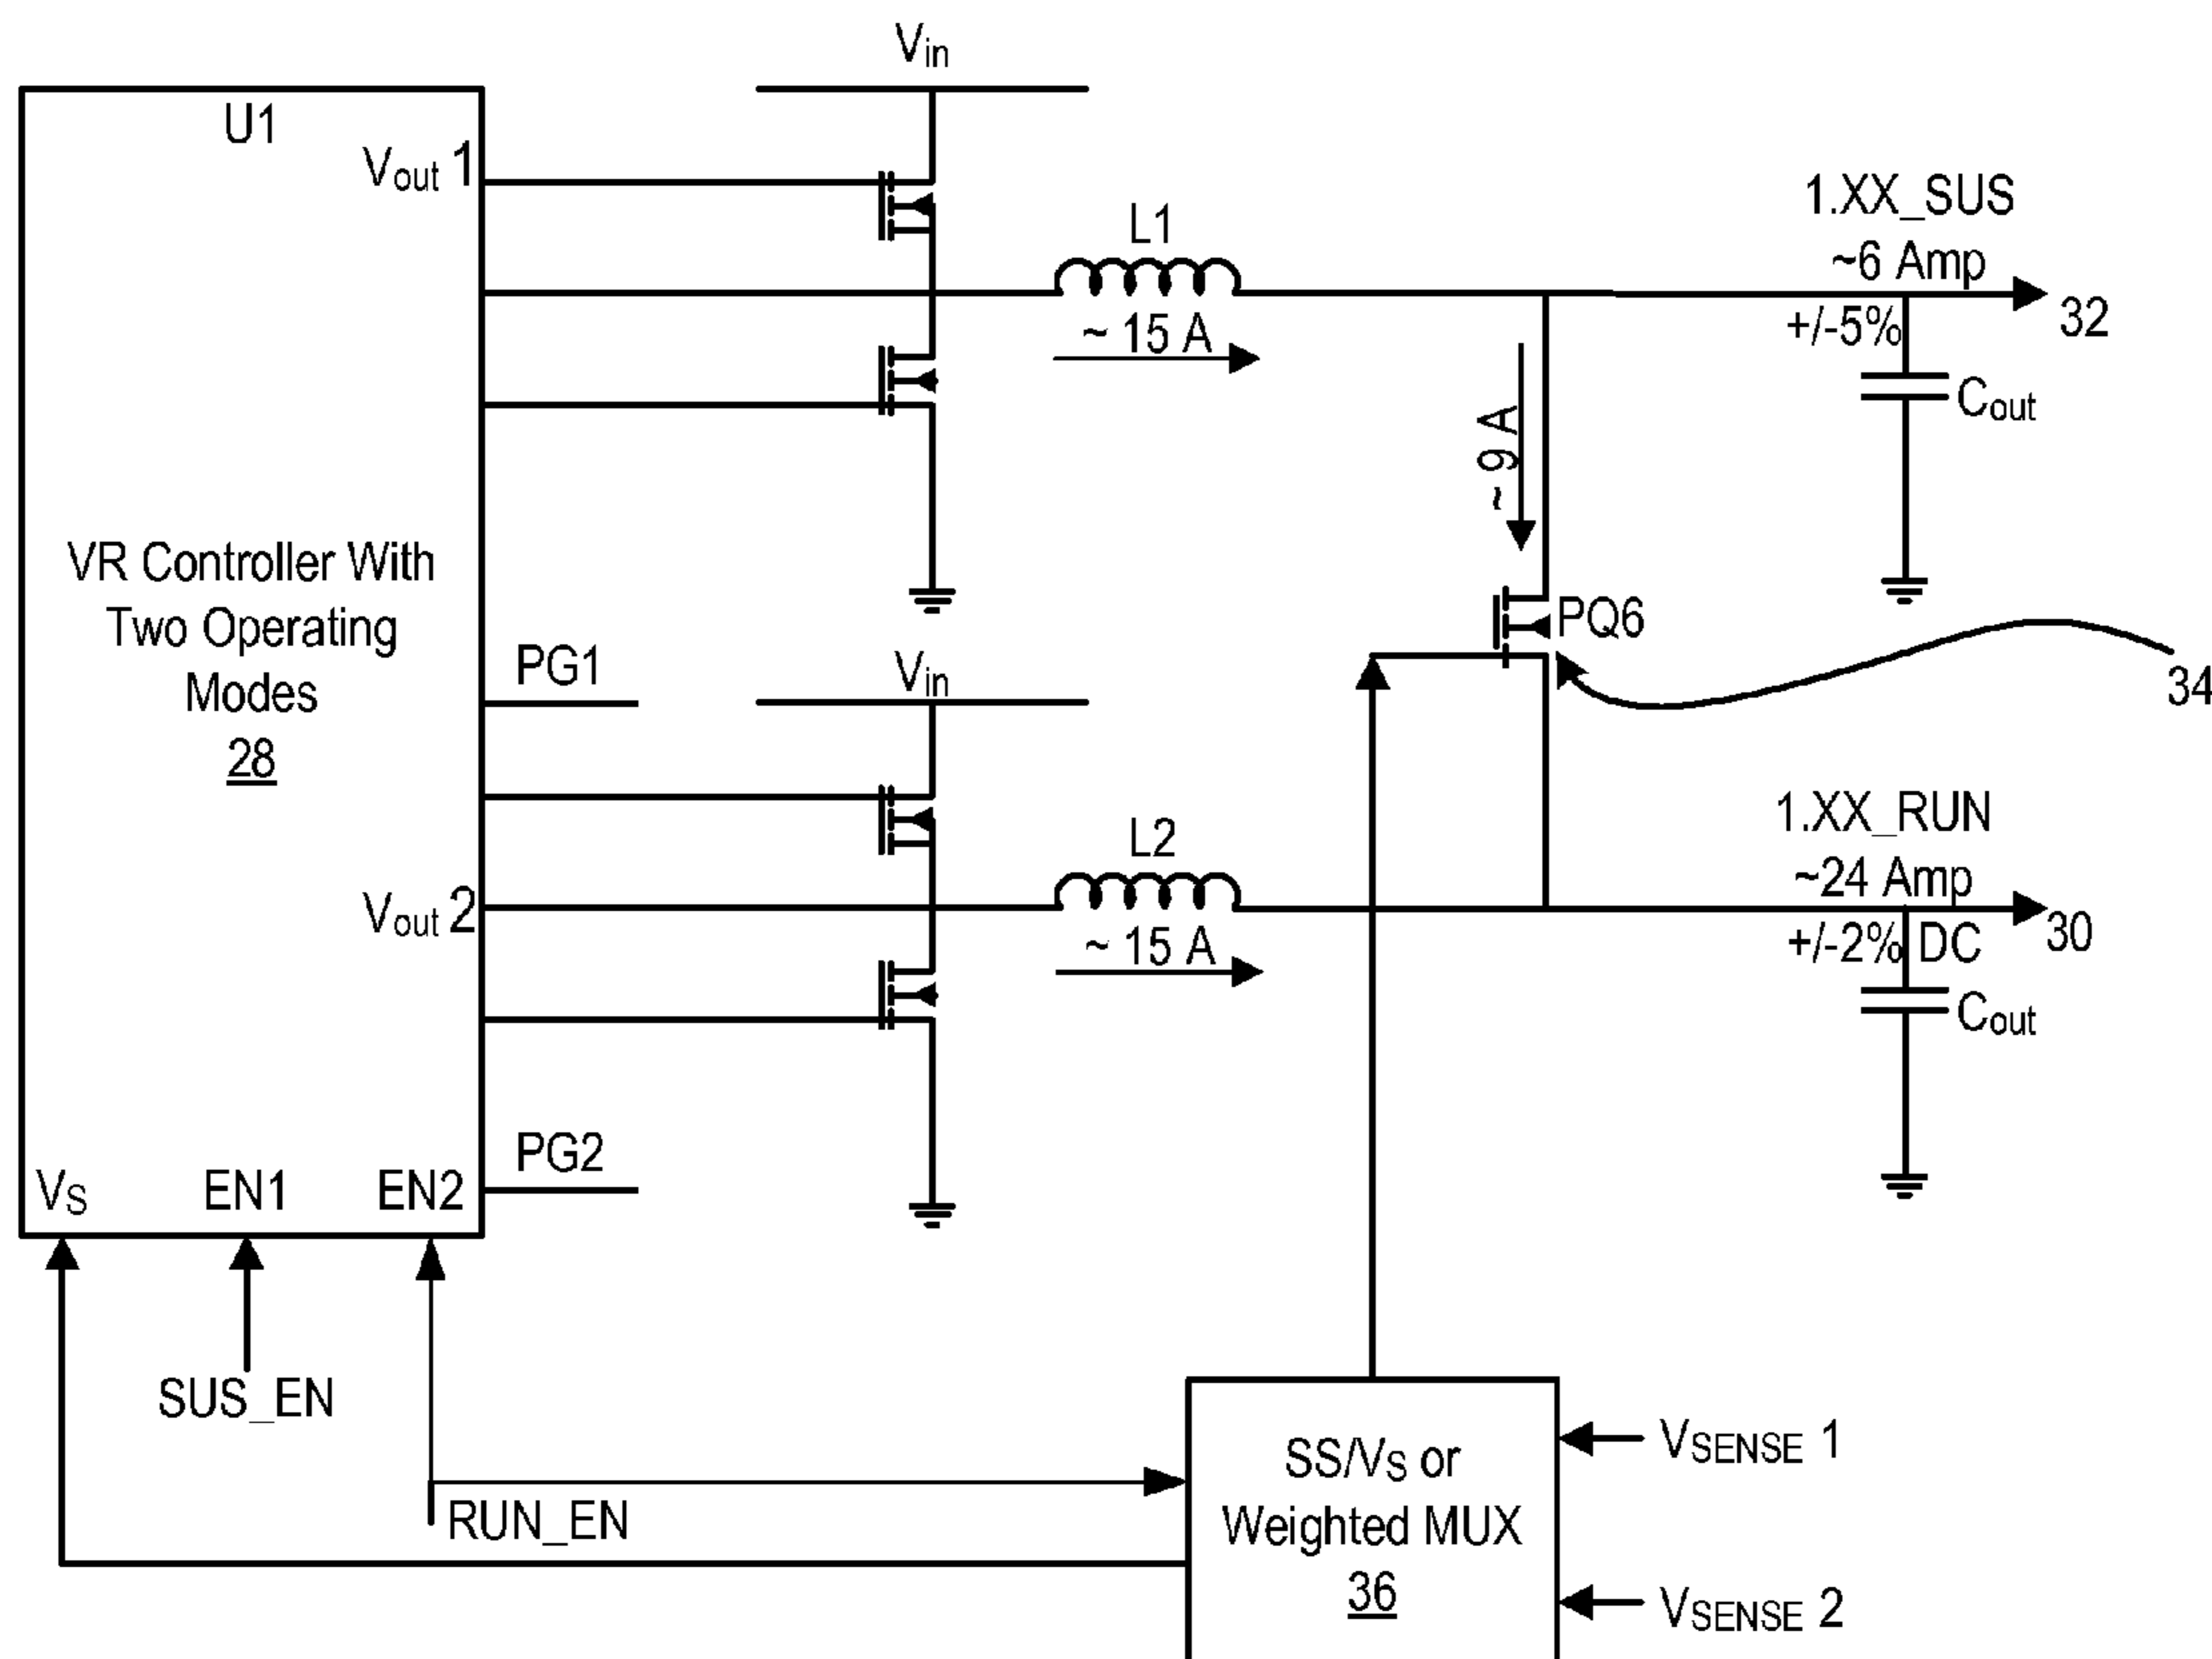 Vin
U1
Vout 1
L1
~ 15 A
1.XX_SUS
~6 Amp
+/-5%
32
Cout
~ 9 A
VR Controller With
Two Operating
Modes
28
PG1
Vin
PQ6
34
Vout 2
L2
~ 15 A
1.XX_RUN
~24 Amp
+/-2% DC
30
Cout
PG2
VS
EN1
EN2
SUS_EN
RUN_EN
SS/VS or
Weighted MUX
36
VSENSE 1
VSENSE 2